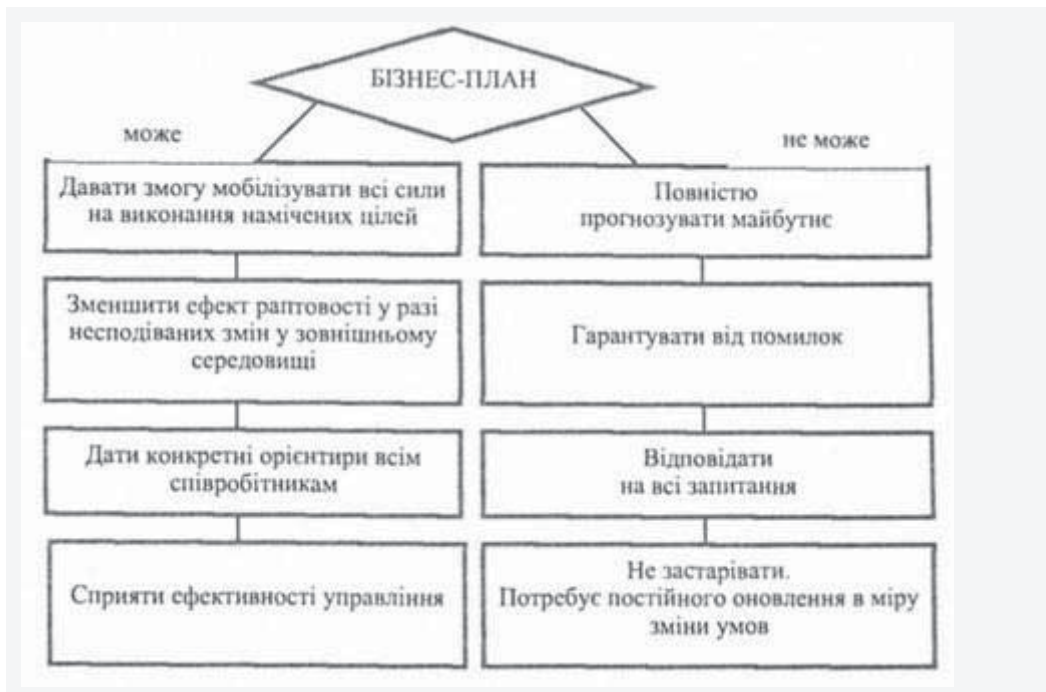 БІЗНЕС-ПЛАН
може
не може
Давати змогу мобілізувати всі сили
на виконання намічених цілей
Повністю
прогнозувати майбутнє
Зменшити ефект раптовості у разі
несподіваних змін у зовнішньому
середовищі
Гарантувати від помилок
Дати конкретні орієнтири всім
співробітникам
Відповідати
на всі запитання
Сприяти ефективності управління
Не застарівати.
Потребує постійного оновлення в міру
зміни умов